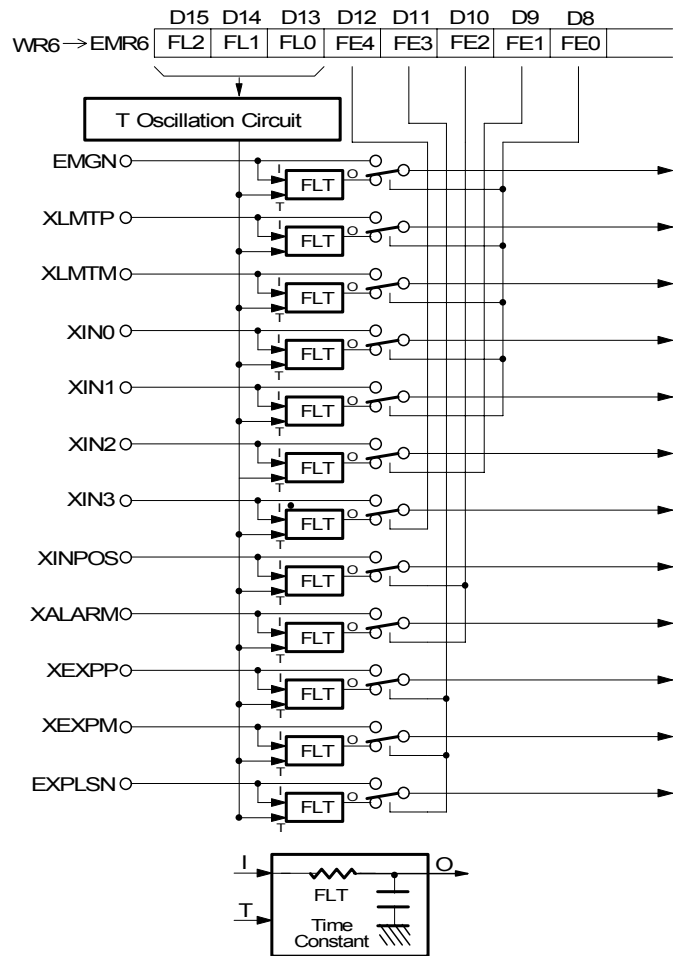 D15 D14 D13 D12 D11 D10 D9 D8
WR6 → EMR6 FL2 FL1 FL0 FE4 FE3 FE2 FE1 FE0
T Oscillation Circuit
EMGN
I
FLT O
T
XLMTP
I
FLT O
T
XLMTM
I
FLT O
T
XIN0
I
FLT O
T
XIN1
I
FLT O
T
XIN2
I
FLT O
T
XIN3
I
FLT O
T
XINPOS
I
FLT O
T
XALARM
I
FLT O
T
XEXPP
I
FLT O
T
XEXPM
I
FLT O
T
EXPLSN
I
FLT O
T
I O
FLT
T
Time
Constant